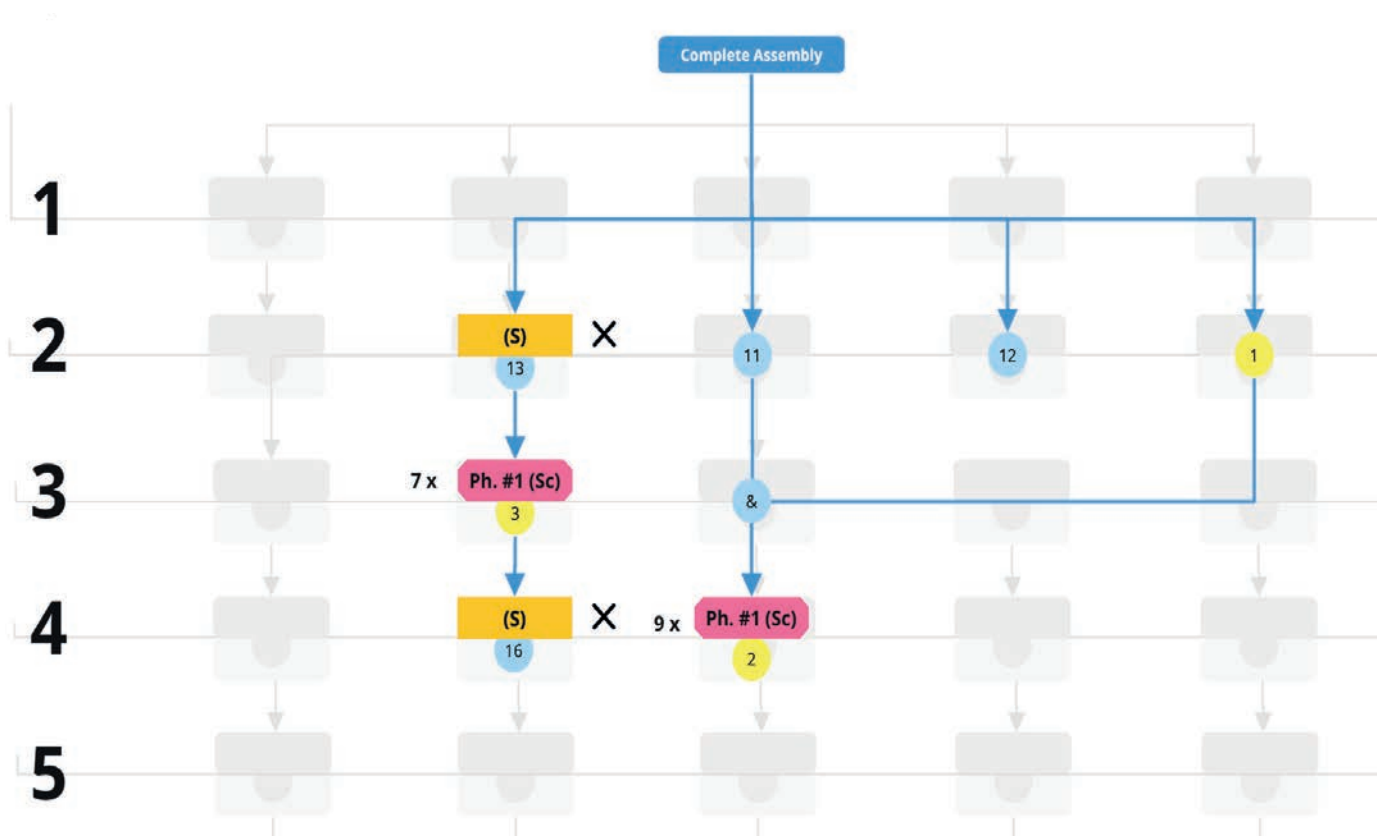 Complete Assembly
1
2
(S)
X
13
11
12
1
3
7 x
Ph. #1 (Sc)
3
&
4
(S)
X
9 x
Ph. #1 (Sc)
16
2
5